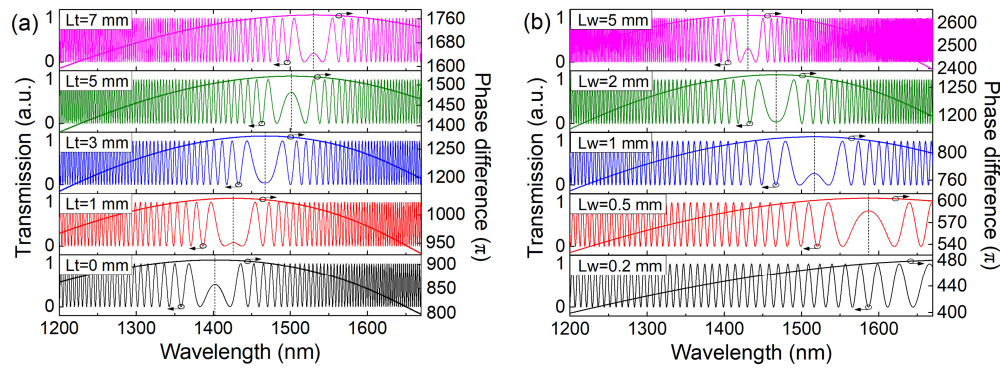 (a)
Transmission (a.u.)
Lt=7 mm
1
0
1760
1680
1600
Lt=5 mm
1
0
1500
1450
1400
Lt=3 mm
1
0
1250
1200
1150
Lt=1 mm
1
0
1050
1000
950
Lt=0 mm
1
0
900
850
800
Phase difference (π)
1200 1300 1400 1500 1600
Wavelength (nm)
(b)
Transmission (a.u.)
Lw=5 mm
1
0
2600
2500
2400
Lw=2 mm
1
0
1250
1200
Lw=1 mm
1
0
800
760
Lw=0.5 mm
1
0
600
570
540
Lw=0.2 mm
1
0
480
440
400
Phase difference (π)
1200 1300 1400 1500 1600
Wavelength (nm)